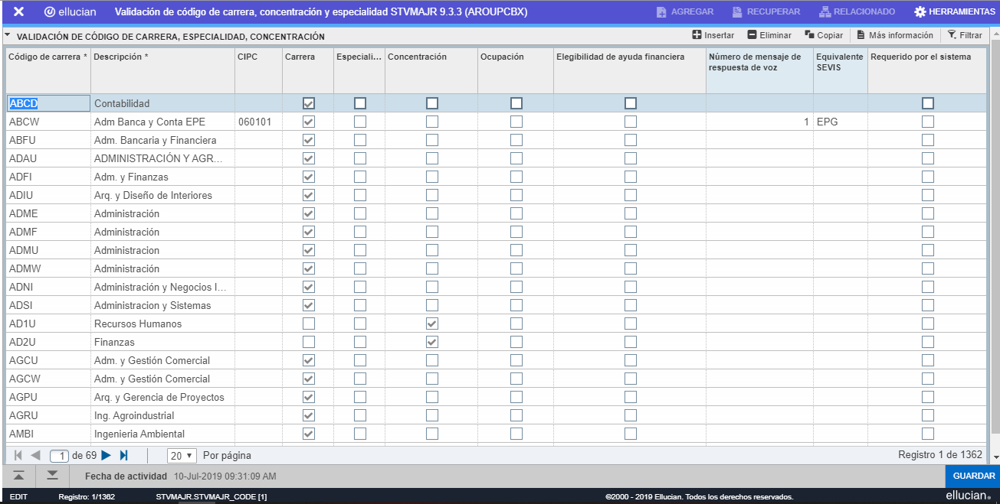 ellucian Validación de código de carrera, concentración y especialidad STVMAJR 9.3.3 (AROUPCBX) AGREGAR RECUPERAR RELACIONADO HERRAMIENTAS
VALIDACIÓN DE CÓDIGO DE CARRERA, ESPECIALIDAD, CONCENTRACIÓN Insertar Eliminar Copiar Más información Filtrar
Código de carrera * Descripción * CIPC Carrera Especiali... Concentración Ocupación Elegibilidad de ayuda financiera Número de mensaje de respuesta de voz Equivalente SEVIS Requerido por el sistema
ABCD Contabilidad
ABCW Adm Banca y Conta EPE 060101 1 EPG
ABFU Adm. Bancaria y Financiera
ADAU ADMINISTRACIÓN Y AGR...
ADFI Adm. y Finanzas
ADIU Arq. y Diseño de Interiores
ADME Administración
ADMF Administración
ADMU Administracion
ADMW Administración
ADNI Administración y Negocios I...
ADSI Administracion y Sistemas
AD1U Recursos Humanos
AD2U Finanzas
AGCU Adm. y Gestión Comercial
AGCW Adm. y Gestión Comercial
AGPU Arq. y Gerencia de Proyectos
AGRU Ing. Agroindustrial
AMBI Ingenieria Ambiental
1 de 69 20 Por página Registro 1 de 1362
Fecha de actividad 10-Jul-2019 09:31:09 AM GUARDAR
EDIT Registro: 1/1362 STVMAJR.STVMAJR_CODE [1] ©2000 - 2019 Ellucian. Todos los derechos reservados. ellucian